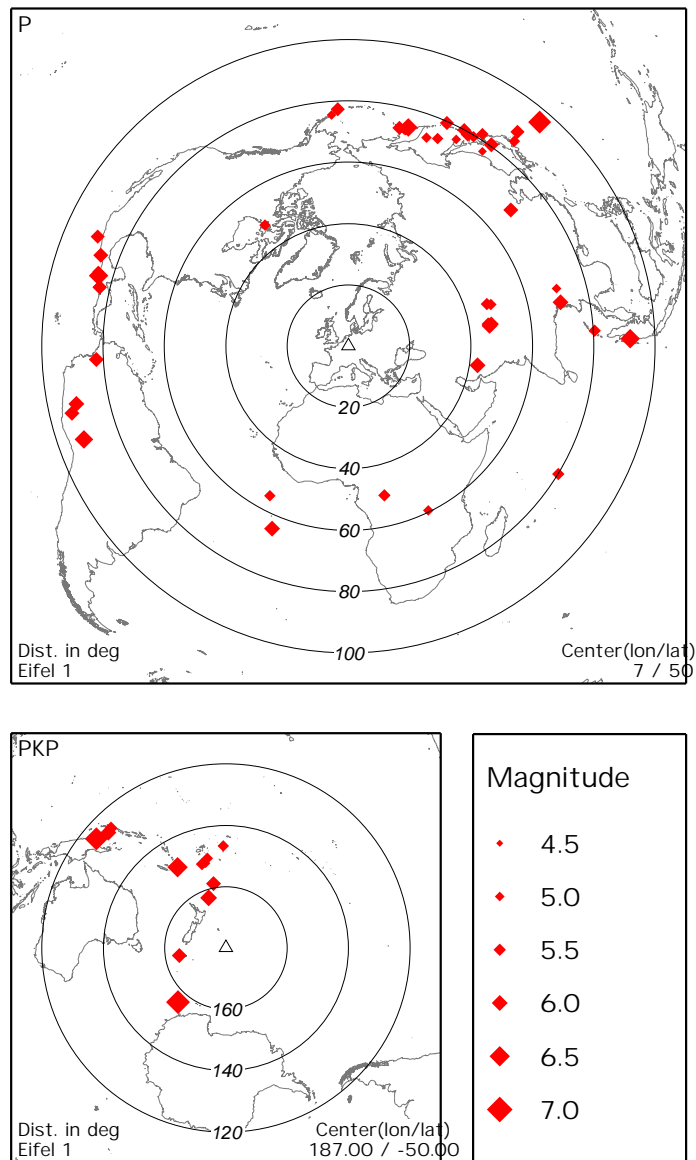 P
20
40
60
80
100
Dist. in deg
Eifel 1
Center(lon/lat)
7 / 50
PKP
160
140
120
Dist. in deg
Eifel 1
Center(lon/lat)
187.00 / -50.00
Magnitude
4.5
5.0
5.5
6.0
6.5
7.0